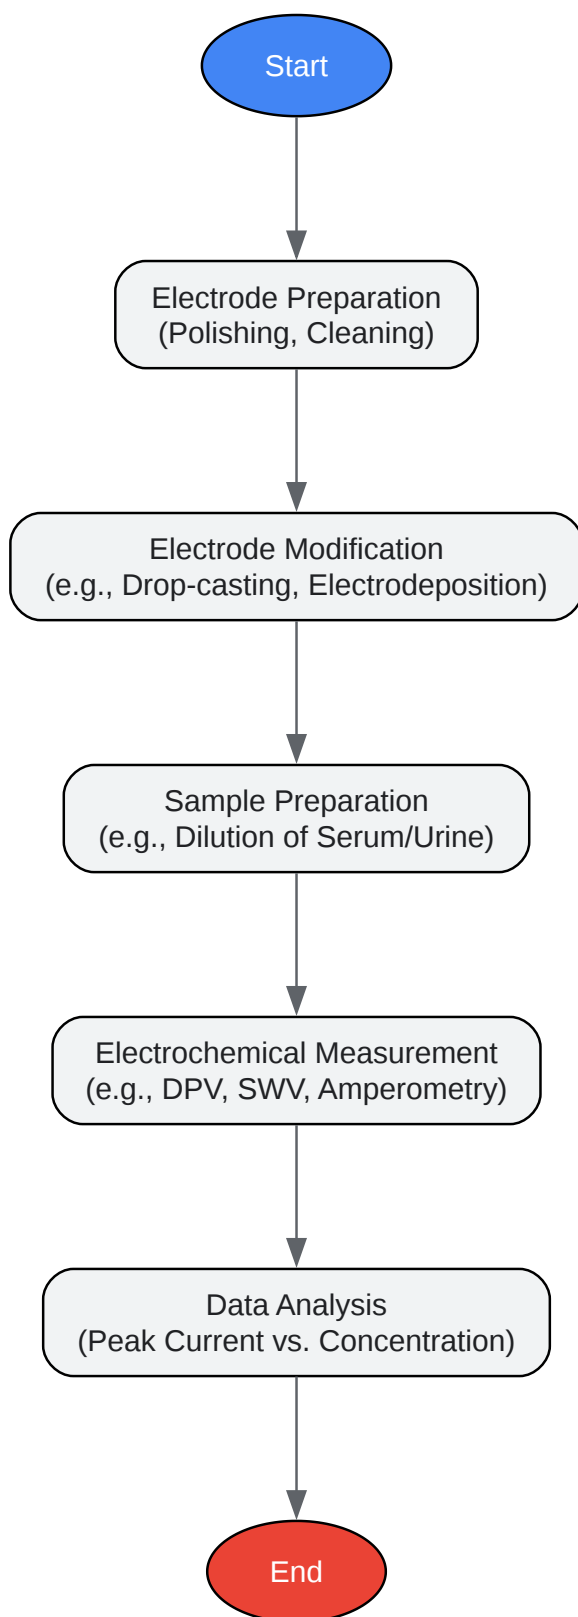 Start
Electrode Preparation
(Polishing, Cleaning)
Electrode Modification
(e.g., Drop-casting, Electrodeposition)
Sample Preparation
(e.g., Dilution of Serum/Urine)
Electrochemical Measurement
(e.g., DPV, SWV, Amperometry)
Data Analysis
(Peak Current vs. Concentration)
End